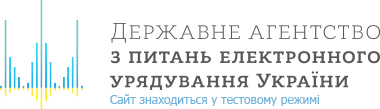 Державне агентство
з питань електронного
урядування України
Сайт знаходиться у тестовому режимі